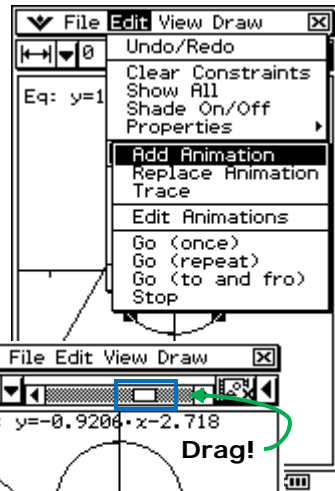 File Edit View Draw
0
Undo/Redo
Clear Constraints
Show All
Shade On/Off
Properties
Eq: y=1
Add Animation
Replace Animation
Trace
Edit Animations
Go (once)
Go (repeat)
Go (to and fro)
Stop
File Edit View Draw
: y=-0.9206·x-2.718
Drag!